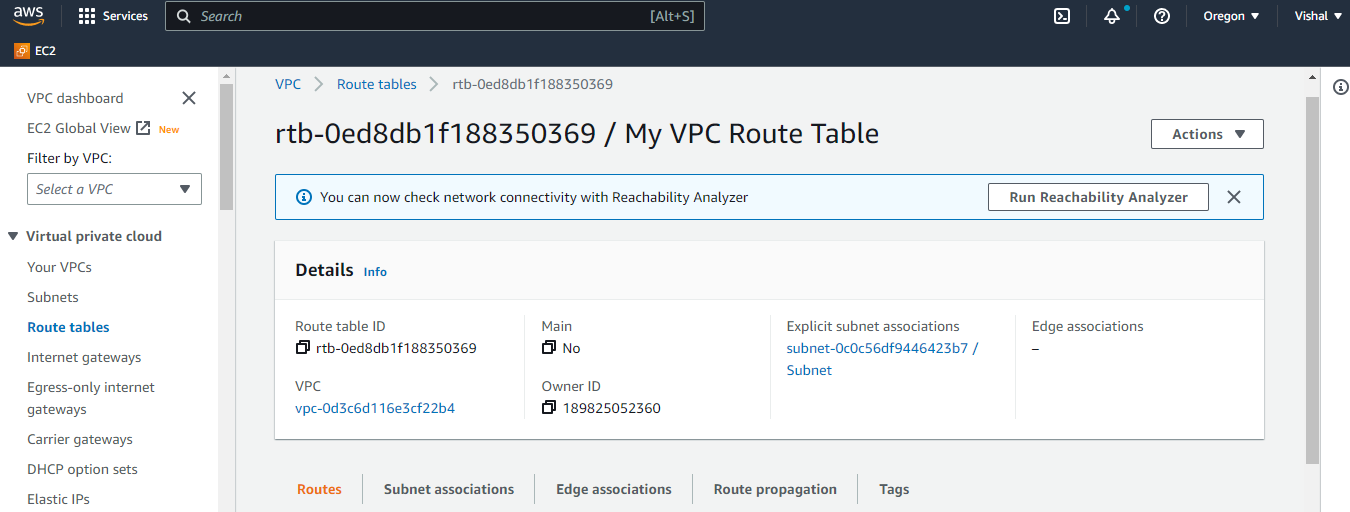 aws Services Search [Alt+S] Oregon Vishal
EC2
VPC dashboard
EC2 Global View New
Filter by VPC:
Select a VPC
Virtual private cloud
Your VPCs
Subnets
Route tables
Internet gateways
Egress-only internet
gateways
Carrier gateways
DHCP option sets
Elastic IPs
VPC Route tables rtb-0ed8db1f188350369
rtb-0ed8db1f188350369 / My VPC Route Table
Actions
You can now check network connectivity with Reachability Analyzer
Run Reachability Analyzer
Details Info
Route table ID
rtb-0ed8db1f188350369
VPC
vpc-0d3c6d116e3cf22b4
Main
No
Owner ID
189825052360
Explicit subnet associations
subnet-0c0c56df9446423b7 /
Subnet
Edge associations
–
Routes Subnet associations Edge associations Route propagation Tags